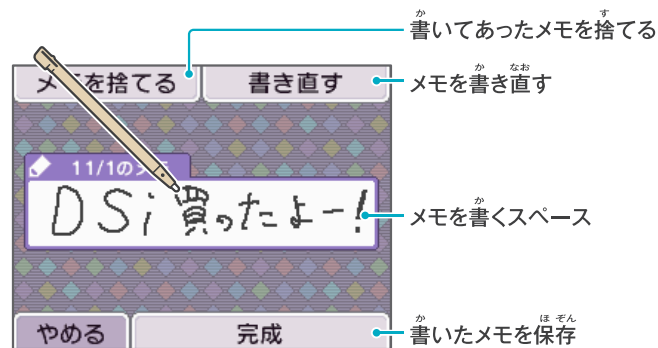 書いてあったメモを捨てる
メモを捨てる
書き直す
メモを書き直す
11/1のメモ
DSi買ったよー!
メモを書くスペース
やめる
完成
書いたメモを保存